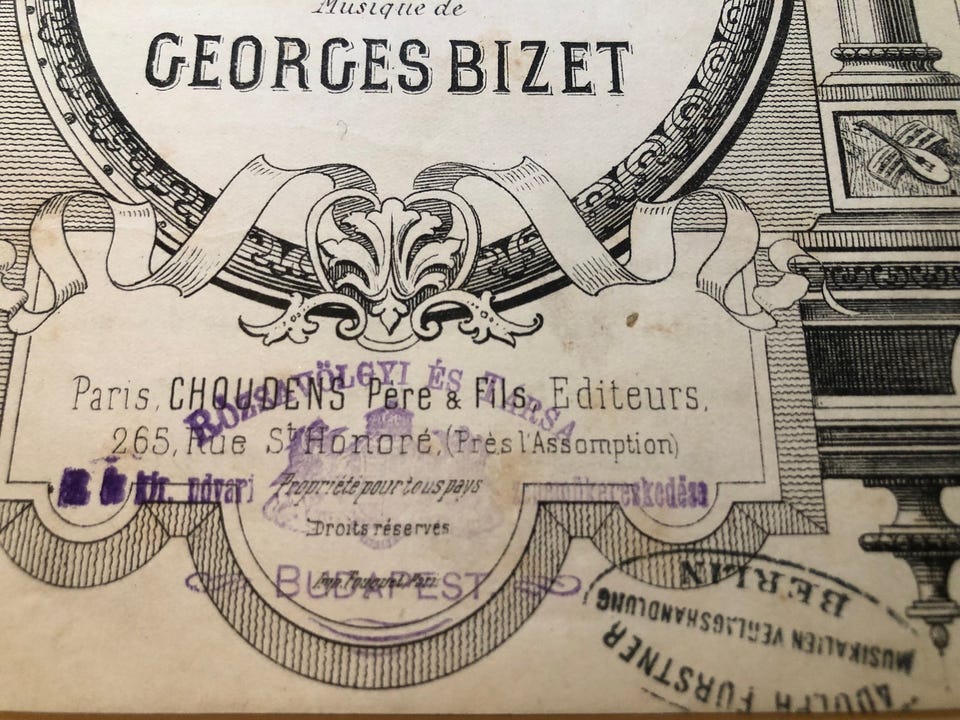 Musique de
GEORGES BIZET
Paris, CHOUDENS Père & Fils, Editeurs,
265, Rue St Honoré, (Près l'Assomption)
Propriété pour tous pays
Droits réservés
RÓZSAVÖLGYI ÉS TÁRSA
kir. udvari
zeneműkereskedése
BUDAPEST
ADOLPH FÜRSTNER
MUSIKALIEN VERLAGSHANDLUNG
BERLIN